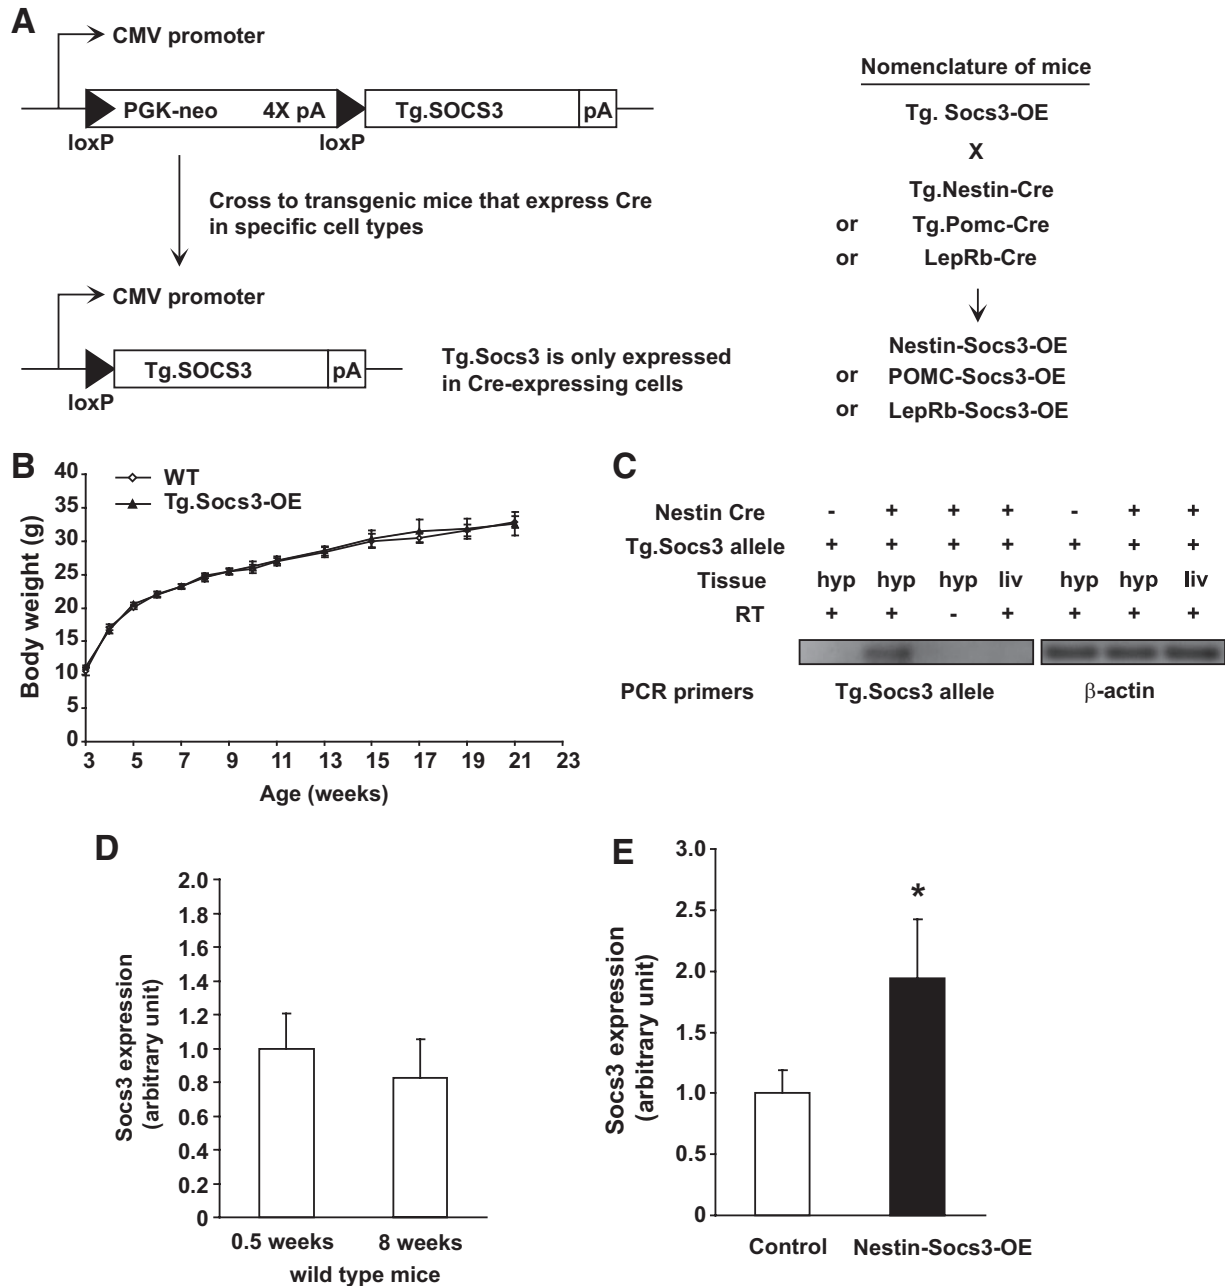 A
CMV promoter
PGK-neo 4X pA Tg.SOCS3 pA
loxP loxP
Cross to transgenic mice that express Cre
in specific cell types
CMV promoter
Tg.SOCS3 pA
loxP
Tg.Socs3 is only expressed
in Cre-expressing cells
Nomenclature of mice
Tg. Socs3-OE
X
Tg.Nestin-Cre
or Tg.Pomc-Cre
or LepRb-Cre
Nestin-Socs3-OE
or POMC-Socs3-OE
or LepRb-Socs3-OE
B
WT
Tg.Socs3-OE
Body weight (g)
40
35
30
25
20
15
10
5
0
3 5 7 9 11 13 15 17 19 21 23
Age (weeks)
C
Nestin Cre - + + + - + +
Tg.Socs3 allele + + + + + + +
Tissue hyp hyp hyp liv hyp hyp liv
RT + + - + + + +
PCR primers Tg.Socs3 allele β-actin
D
Socs3 expression
(arbitrary unit)
2.0
1.8
1.6
1.4
1.2
1.0
0.8
0.6
0.4
0.2
0
0.5 weeks 8 weeks
wild type mice
E
Socs3 expression
(arbitrary unit)
3.0
2.5
2.0
1.5
1.0
0.5
0
*
Control Nestin-Socs3-OE